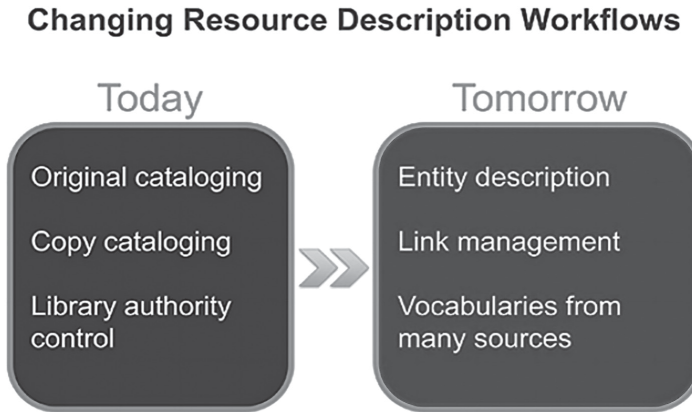 Changing Resource Description Workflows
Today
Original cataloging
Copy cataloging
Library authority
control
Tomorrow
Entity description
Link management
Vocabularies from
many sources